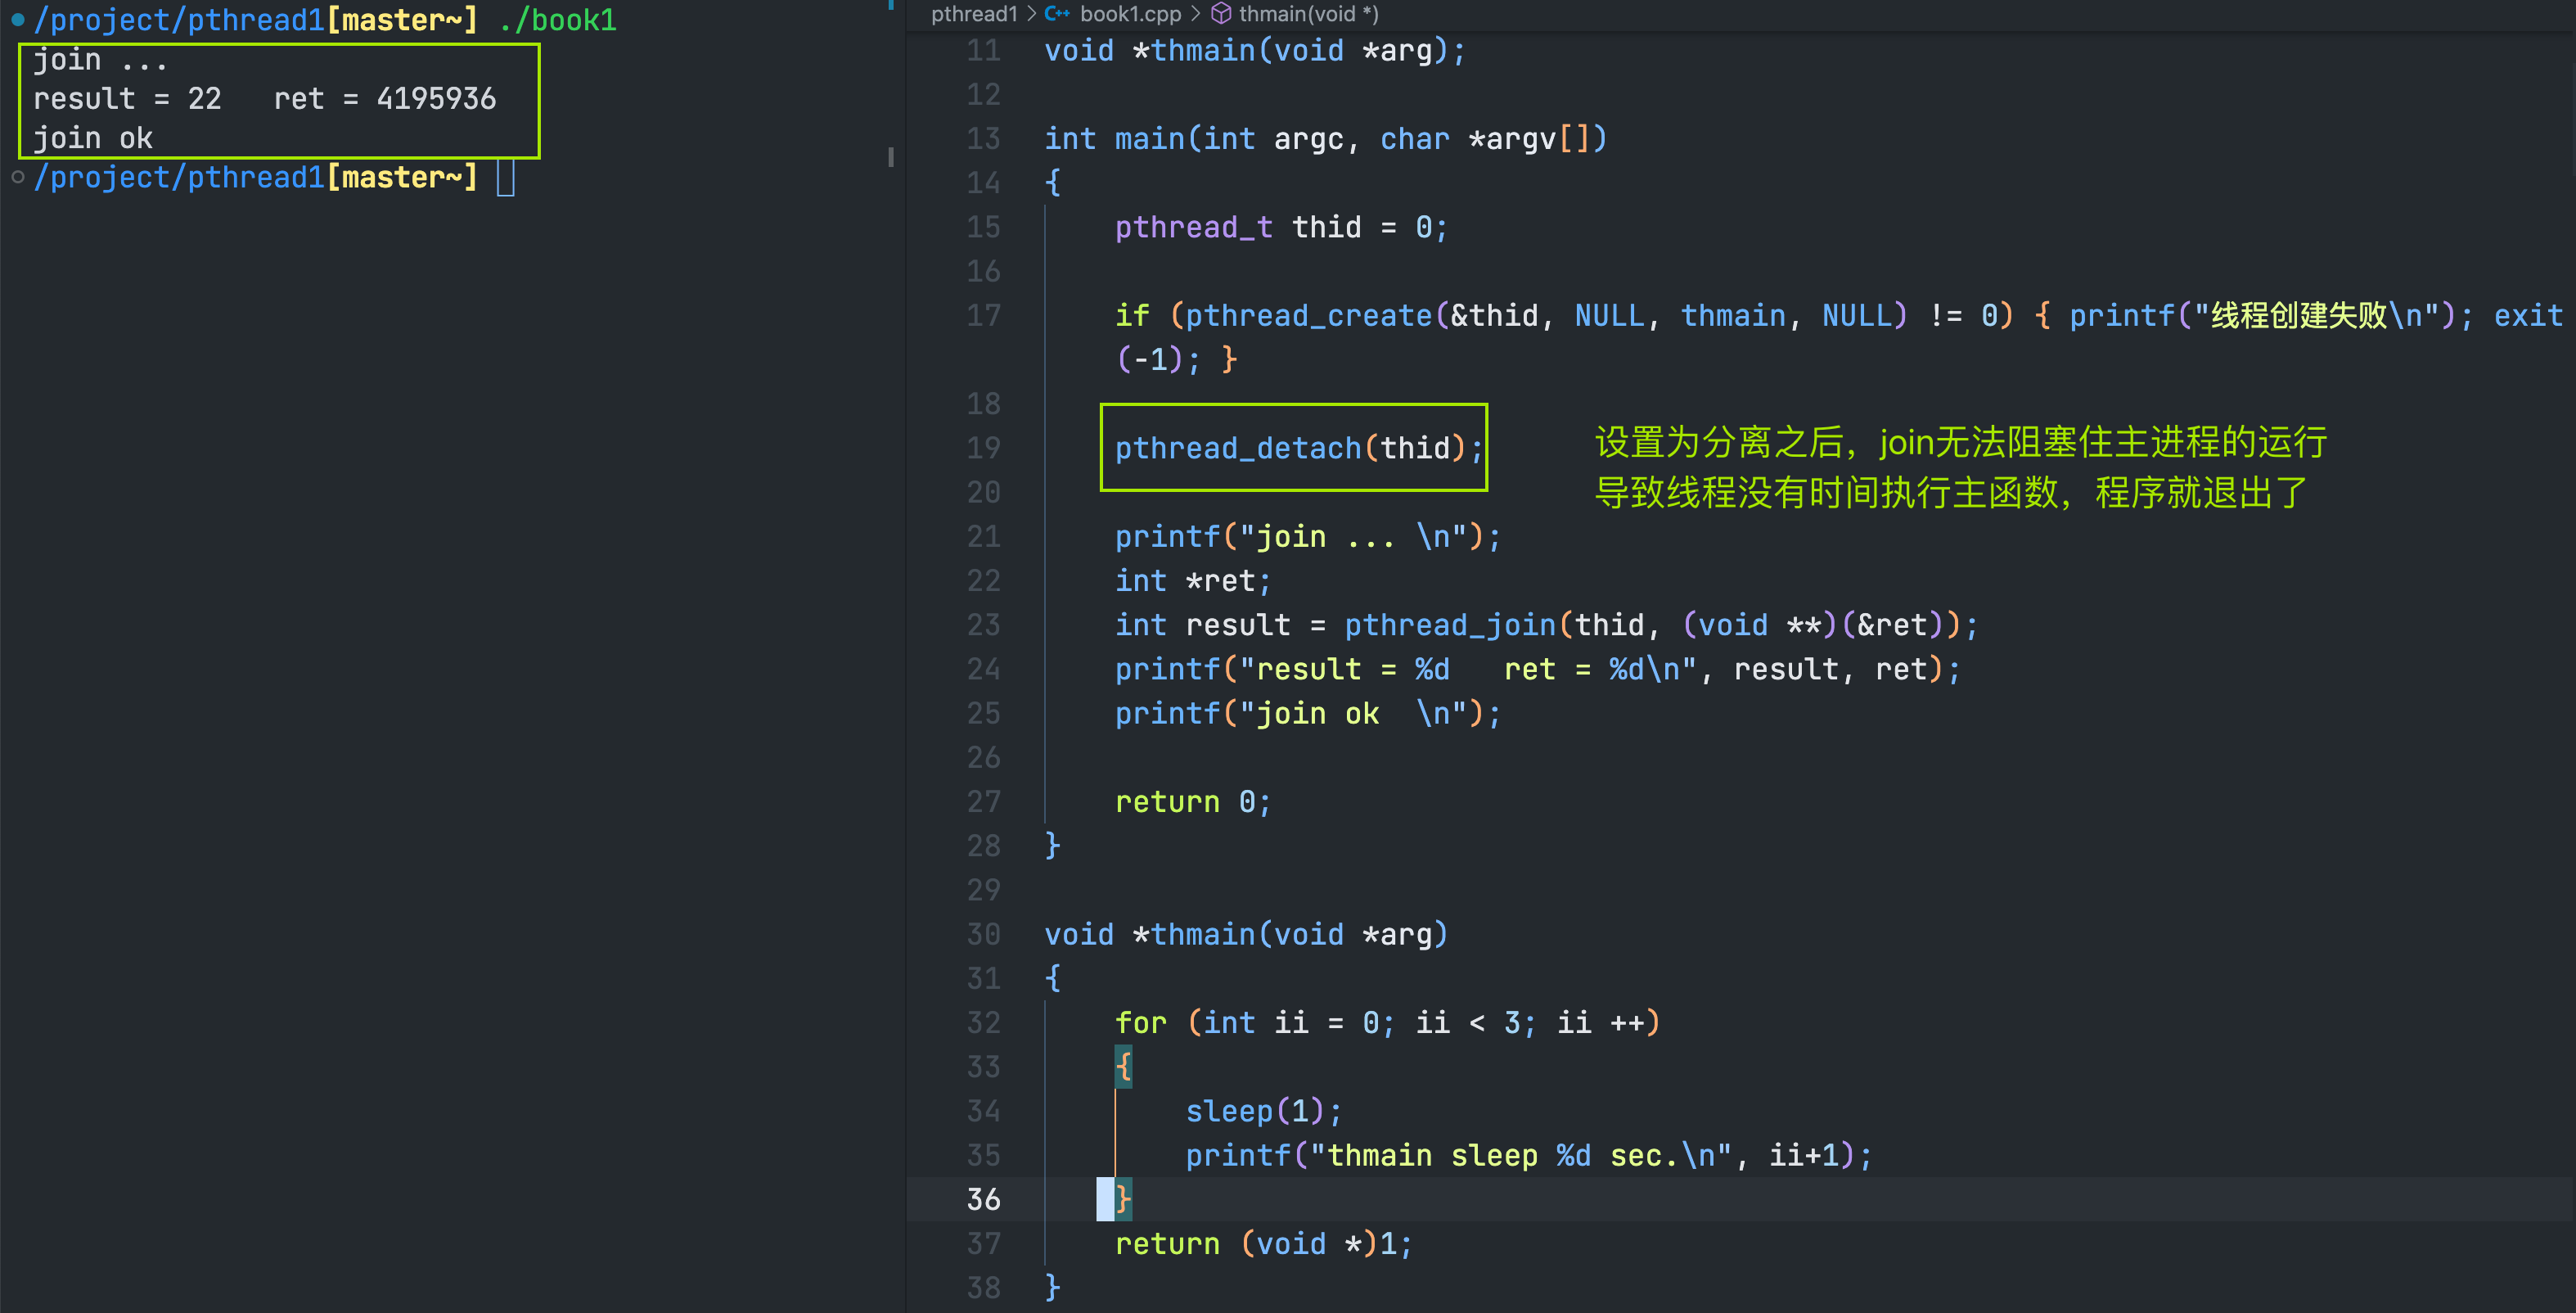 /project/pthread1[master~] ./book1
join ...
result = 22   ret = 4195936
join ok
/project/pthread1[master~]
pthread1 > C++ book1.cpp > thmain(void *)
11 void *thmain(void *arg);
12
13 int main(int argc, char *argv[])
14 {
15     pthread_t thid = 0;
16
17     if (pthread_create(&thid, NULL, thmain, NULL) != 0) { printf("线程创建失败\n"); exit
(-1); }
18
19     pthread_detach(thid);
设置为分离之后，join无法阻塞住主进程的运行
导致线程没有时间执行主函数，程序就退出了
20
21     printf("join ... \n");
22     int *ret;
23     int result = pthread_join(thid, (void **)(&ret));
24     printf("result = %d   ret = %d\n", result, ret);
25     printf("join ok  \n");
26
27     return 0;
28 }
29
30 void *thmain(void *arg)
31 {
32     for (int ii = 0; ii < 3; ii ++)
33     {
34         sleep(1);
35         printf("thmain sleep %d sec.\n", ii+1);
36     }
37     return (void *)1;
38 }